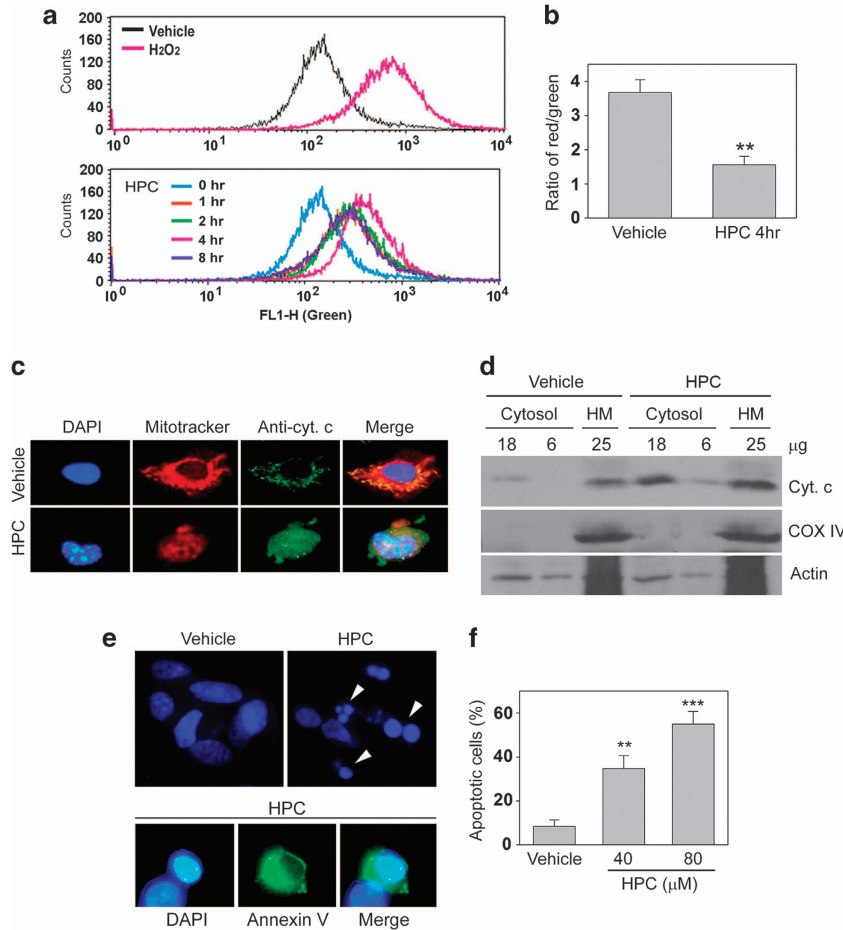 a
200
160
120
80
40
0
Counts
Vehicle
H2O2
10^0 10^1 10^2 10^3 10^4
200
160
120
80
40
0
Counts
HPC
0 hr
1 hr
2 hr
4 hr
8 hr
10^0 10^1 10^2 10^3 10^4
FL1-H (Green)
b
Ratio of red/green
4
3
2
1
0
**
Vehicle HPC 4hr
c
DAPI Mitotracker Anti-cyt. c Merge
Vehicle
HPC
d
Vehicle HPC
Cytosol HM Cytosol HM
18 6 25 18 6 25 μg
Cyt. c
COX IV
Actin
e
Vehicle HPC
HPC
DAPI Annexin V Merge
f
Apoptotic cells (%)
60
40
20
0
** ***
Vehicle 40 80
HPC (μM)